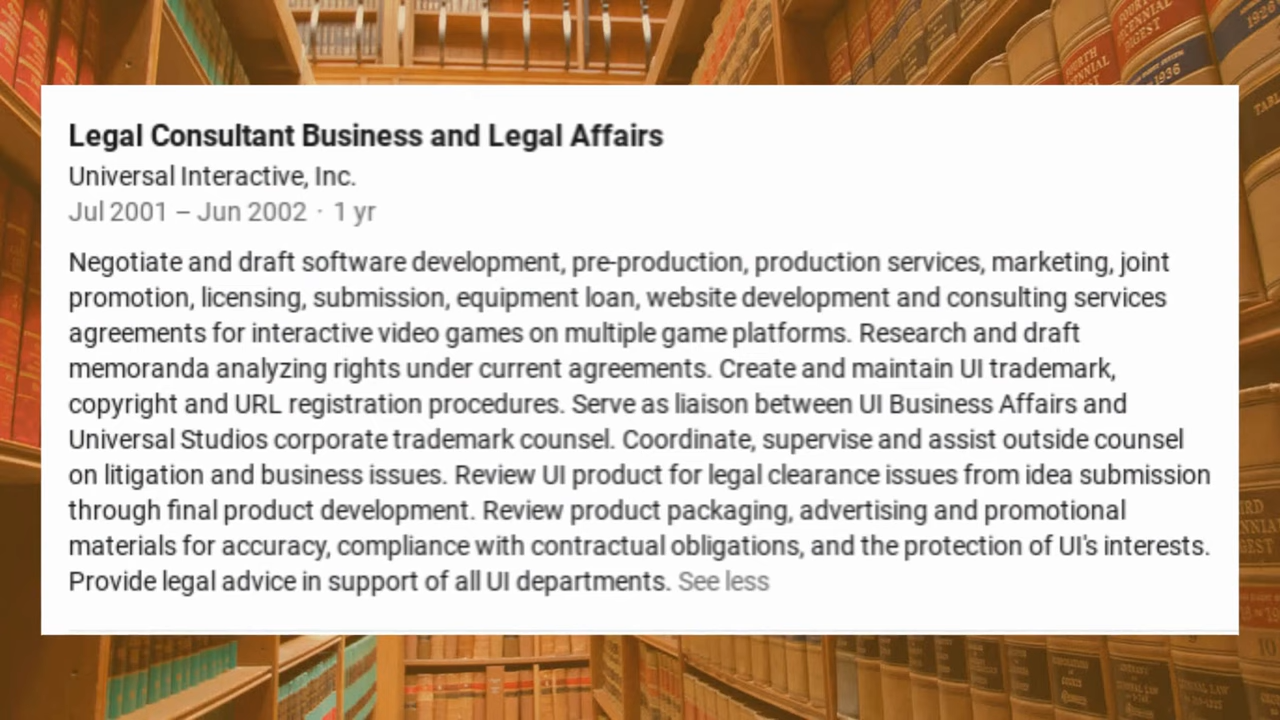 Legal Consultant Business and Legal Affairs
Universal Interactive, Inc.
Jul 2001 – Jun 2002 · 1 yr
Negotiate and draft software development, pre-production, production services, marketing, joint
promotion, licensing, submission, equipment loan, website development and consulting services
agreements for interactive video games on multiple game platforms. Research and draft
memoranda analyzing rights under current agreements. Create and maintain UI trademark,
copyright and URL registration procedures. Serve as liaison between UI Business Affairs and
Universal Studios corporate trademark counsel. Coordinate, supervise and assist outside counsel
on litigation and business issues. Review UI product for legal clearance issues from idea submission
through final product development. Review product packaging, advertising and promotional
materials for accuracy, compliance with contractual obligations, and the protection of UI's interests.
Provide legal advice in support of all UI departments. See less
FOURTH
DECENNIAL
DIGEST
1936
1926